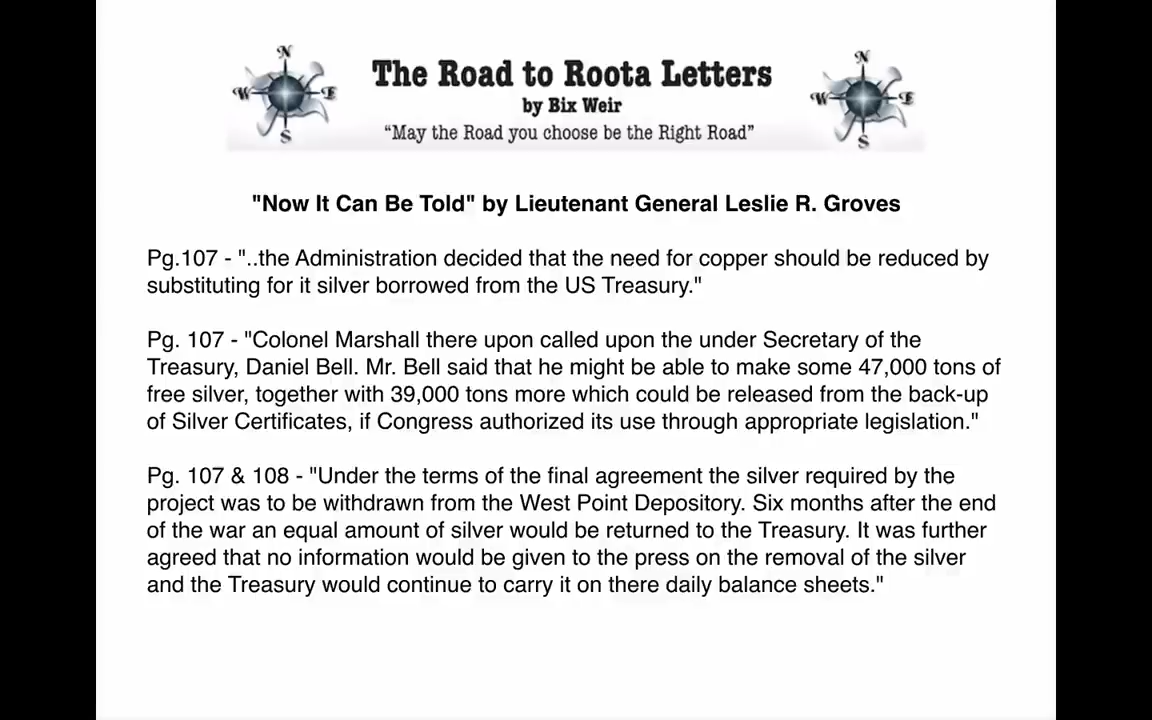 N
W E
S
The Road to Roota Letters
by Bix Weir
“May the Road you choose be the Right Road”
N
W E
S
"Now It Can Be Told" by Lieutenant General Leslie R. Groves
Pg.107 - "..the Administration decided that the need for copper should be reduced by
substituting for it silver borrowed from the US Treasury."
Pg. 107 - "Colonel Marshall there upon called upon the under Secretary of the
Treasury, Daniel Bell. Mr. Bell said that he might be able to make some 47,000 tons of
free silver, together with 39,000 tons more which could be released from the back-up
of Silver Certificates, if Congress authorized its use through appropriate legislation."
Pg. 107 & 108 - "Under the terms of the final agreement the silver required by the
project was to be withdrawn from the West Point Depository. Six months after the end
of the war an equal amount of silver would be returned to the Treasury. It was further
agreed that no information would be given to the press on the removal of the silver
and the Treasury would continue to carry it on there daily balance sheets."